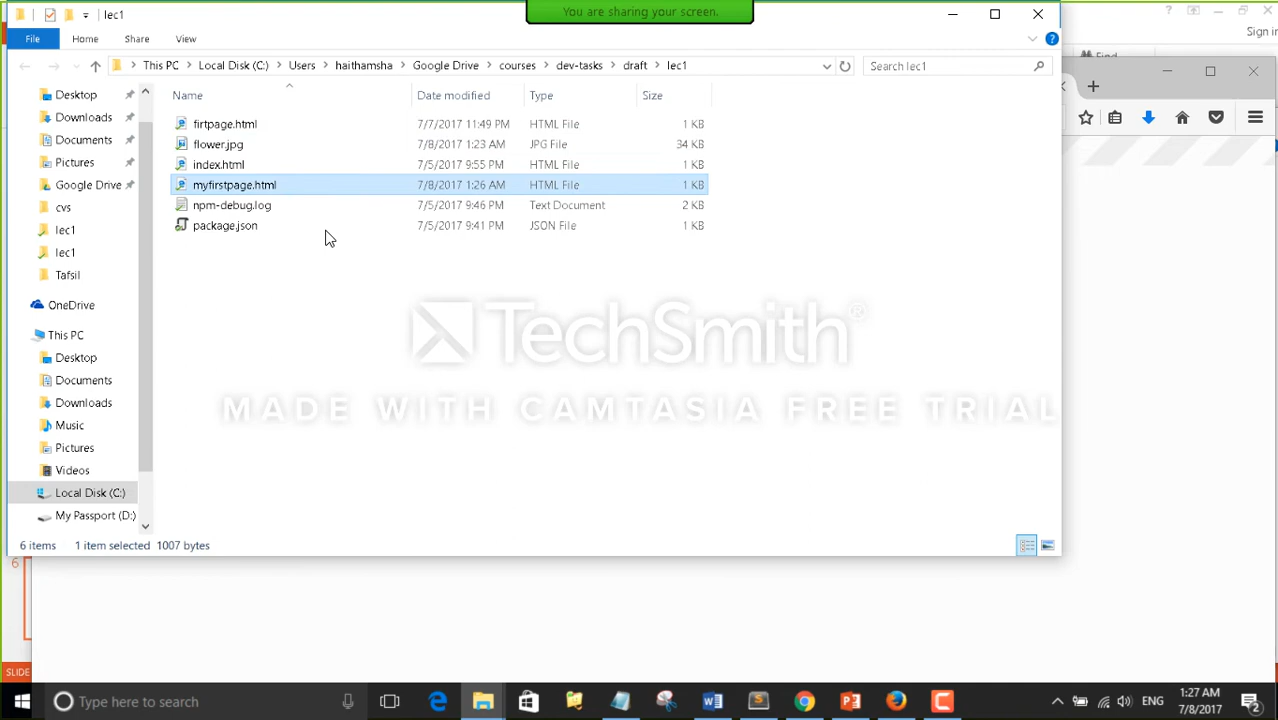 You are sharing your screen.
lec1
File Home Share View
Sign in
Find
This PC Local Disk (C:) Users haithamsha Google Drive courses dev-tasks draft lec1
Search lec1
Name Date modified Type Size
Desktop
Downloads
Documents
Pictures
Google Drive
cvs
lec1
lec1
Tafsil
OneDrive
This PC
Desktop
Documents
Downloads
Music
Pictures
Videos
Local Disk (C:)
My Passport (D:)
firtpage.html 7/7/2017 11:49 PM HTML File 1 KB
flower.jpg 7/8/2017 1:23 AM JPG File 34 KB
index.html 7/5/2017 9:55 PM HTML File 1 KB
myfirstpage.html 7/8/2017 1:26 AM HTML File 1 KB
npm-debug.log 7/5/2017 9:46 PM Text Document 2 KB
package.json 7/5/2017 9:41 PM JSON File 1 KB
TechSmith®
MADE WITH CAMTASIA FREE TRIAL
6 items 1 item selected 1007 bytes
6
SLIDE
Type here to search
ENG
1:27 AM
7/8/2017
2